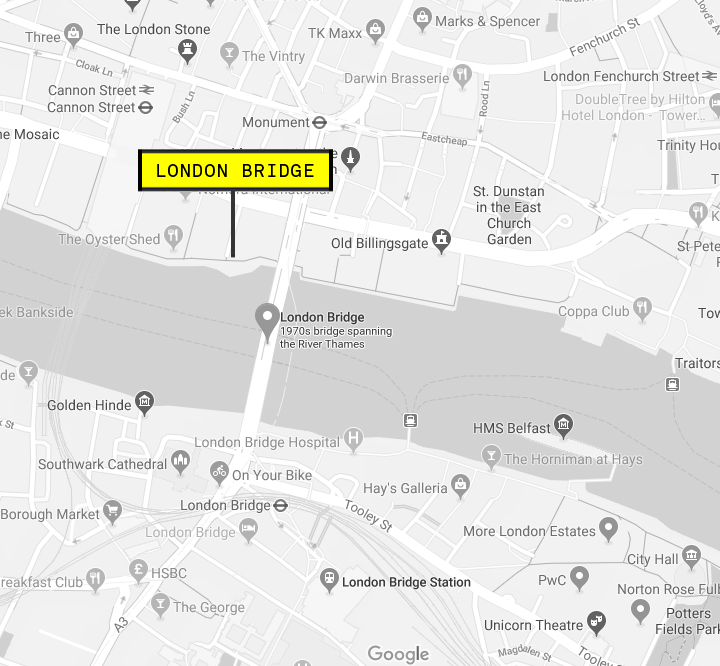 Marks & Spencer
Three
The London Stone
TK Maxx
Fenchurch St
The Vintry
Cloak Ln
Darwin Brasserie
London Fenchurch Street
Cannon Street
Cannon Street
Bush Ln
Rood Ln
DoubleTree by Hilton
Hotel London - Tower...
Monument
ne Mosaic
Eastcheap
Trinity Hou
LONDON BRIDGE
St. Dunstan
in the East
Church
Garden
The Oyster Shed
Old Billingsgate
St Pete
London Bridge
1970s bridge spanning
the River Thames
ek Bankside
Coppa Club
Tow
Traitors
de
Golden Hinde
HMS Belfast
London Bridge Hospital
Southwark Cathedral
On Your Bike
The Horniman at Hays
Hay's Galleria
London Bridge
Borough Market
Tooley St
London Bridge
More London Estates
City Hall
reakfast Club
HSBC
London Bridge Station
PwC
Norton Rose Fulb
The George
A3
Unicorn Theatre
Potters
Fields Park
Magdalen St
Tooley
Google